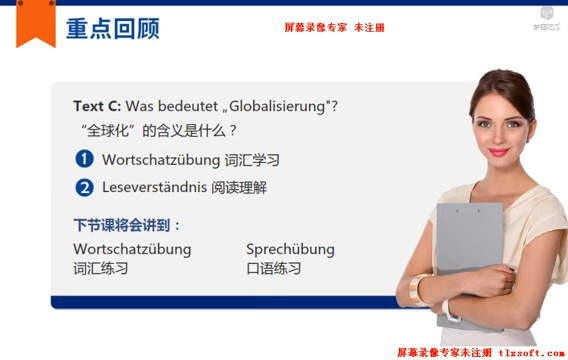 重点回顾
屏幕录像专家 未注册
Text C: Was bedeutet „Globalisierung"?
“全球化”的含义是什么？
1 Wortschatzübung 词汇学习
2 Leseverständnis 阅读理解
下节课将会讲到：
Wortschatzübung Sprechübung
词汇练习 口语练习
屏幕录像专家未注册 tlxsoft.com